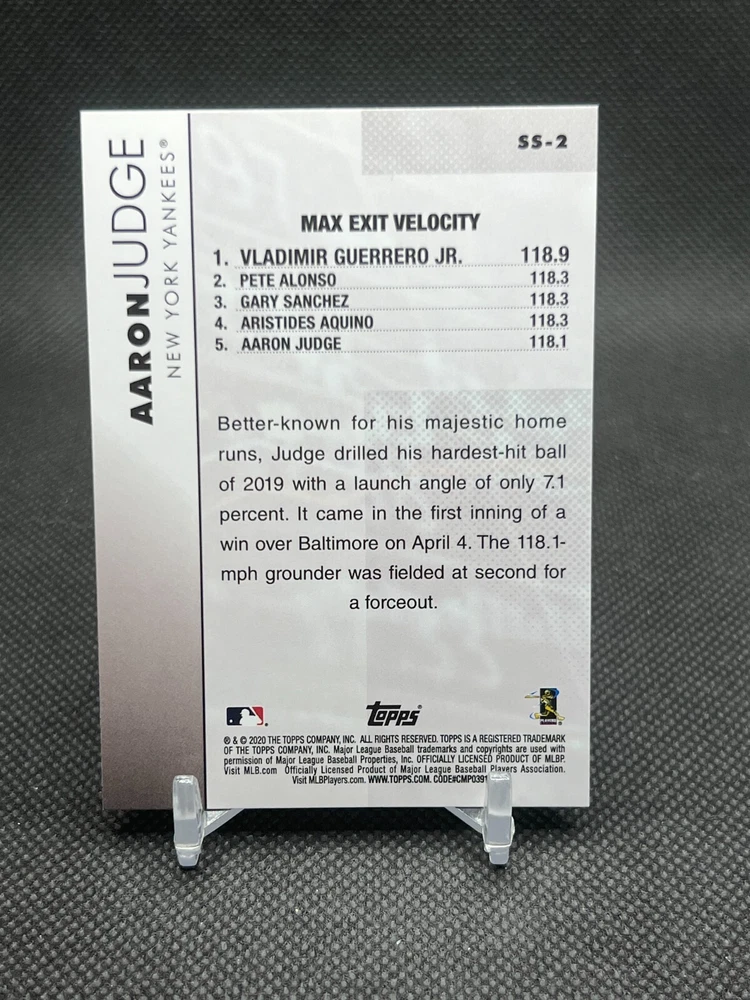 SS-2
AARONJUDGE
NEW YORK YANKEES®
MAX EXIT VELOCITY
1. VLADIMIR GUERRERO JR. 118.9
2. PETE ALONSO 118.3
3. GARY SANCHEZ 118.3
4. ARISTIDES AQUINO 118.3
5. AARON JUDGE 118.1
Better-known for his majestic home
runs, Judge drilled his hardest-hit ball
of 2019 with a launch angle of only 7.1
percent. It came in the first inning of a
win over Baltimore on April 4. The 118.1-
mph grounder was fielded at second for
a forceout.
Topps®
® & © 2020 THE TOPPS COMPANY, INC. ALL RIGHTS RESERVED. TOPPS IS A REGISTERED TRADEMARK
OF THE TOPPS COMPANY, INC. Major League Baseball trademarks and copyrights are used with
permission of Major League Baseball Properties, Inc. OFFICIALLY LICENSED PRODUCT OF MLBP.
Visit MLB.com Officially Licensed Product of Major League Baseball Players Association.
Visit MLBPlayers.com. WWW.TOPPS.COM.